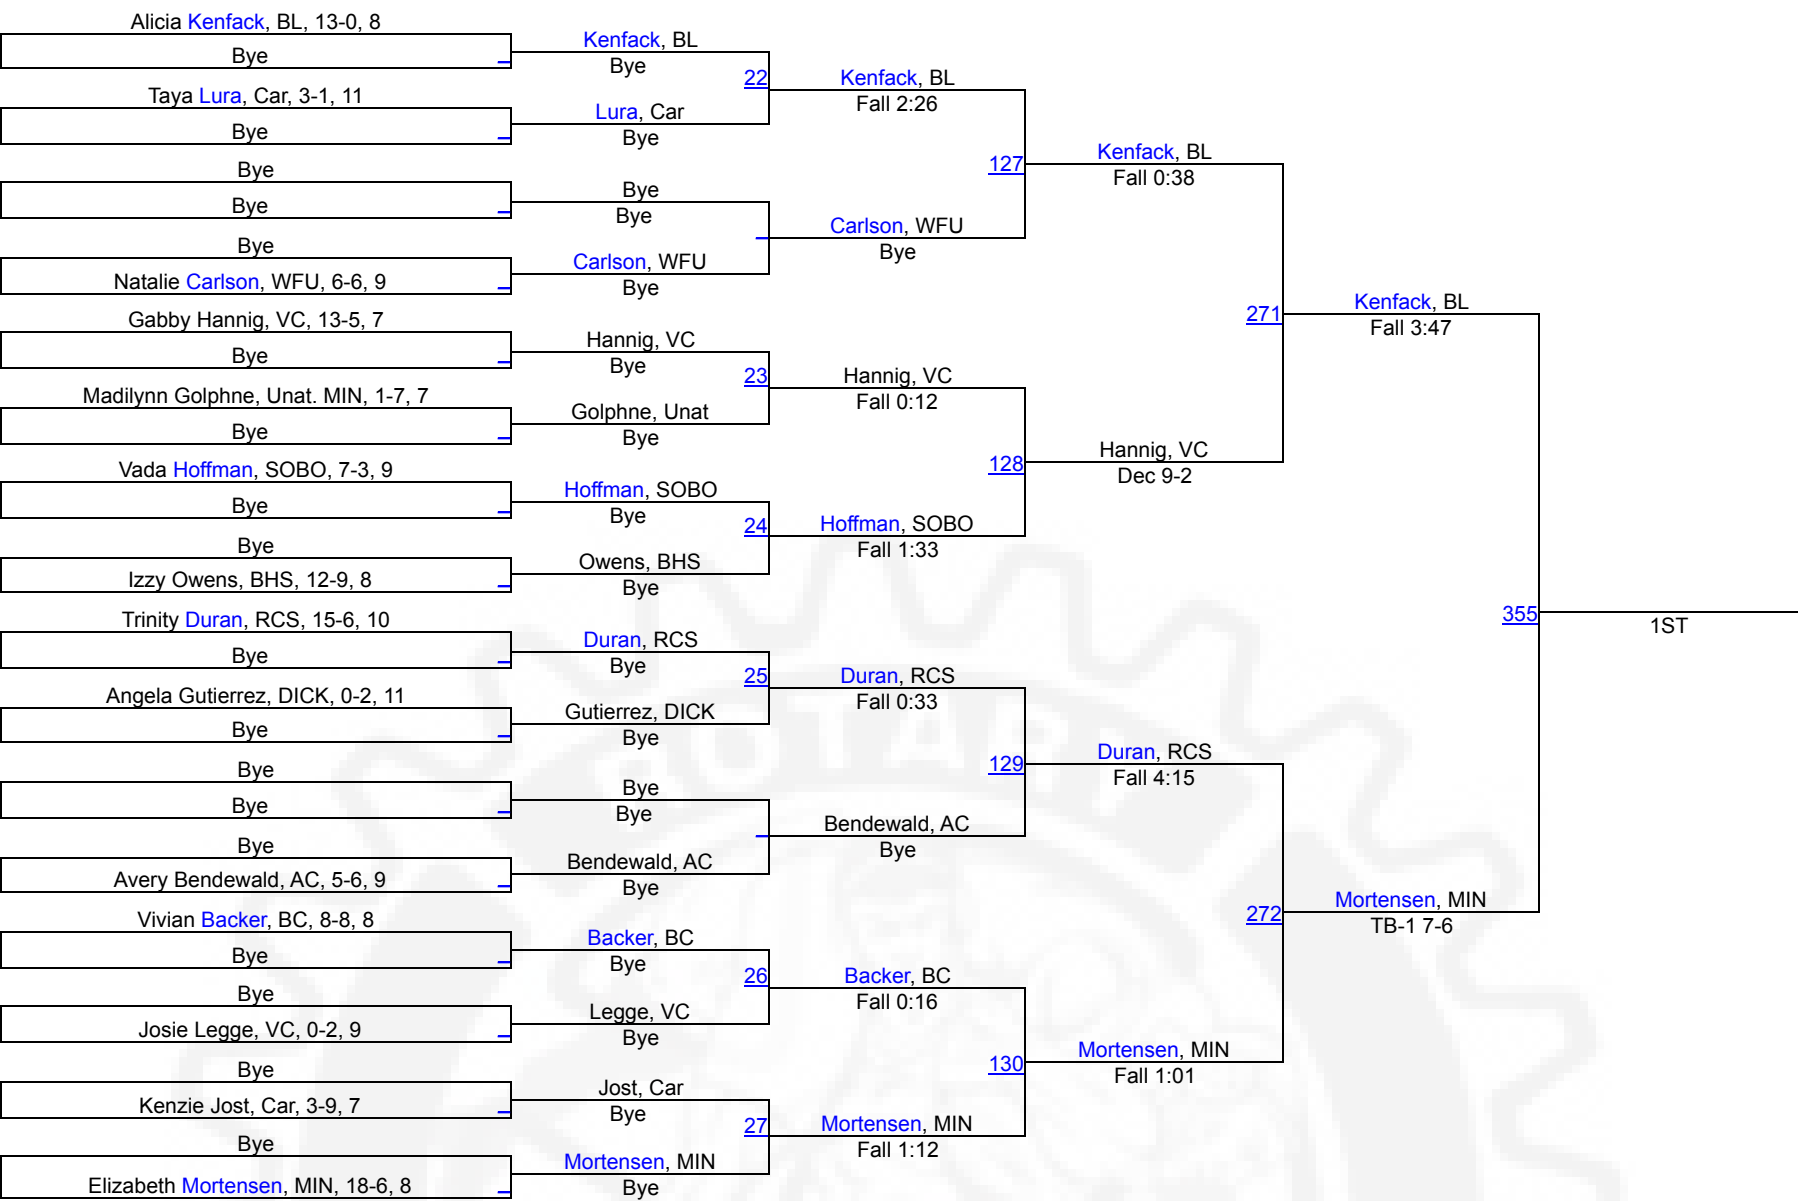 Alicia Kenfack, BL, 13-0, 8
Bye
Taya Lura, Car, 3-1, 11
Bye
Bye
Bye
Bye
Natalie Carlson, WFU, 6-6, 9
Gabby Hannig, VC, 13-5, 7
Bye
Madilynn Golphne, Unat. MIN, 1-7, 7
Bye
Vada Hoffman, SOBO, 7-3, 9
Bye
Bye
Izzy Owens, BHS, 12-9, 8
Trinity Duran, RCS, 15-6, 10
Bye
Angela Gutierrez, DICK, 0-2, 11
Bye
Bye
Bye
Bye
Avery Bendewald, AC, 5-6, 9
Vivian Backer, BC, 8-8, 8
Bye
Bye
Josie Legge, VC, 0-2, 9
Bye
Kenzie Jost, Car, 3-9, 7
Bye
Elizabeth Mortensen, MIN, 18-6, 8
Kenfack, BL
Bye
22
Lura, Car
Bye
Bye
Bye
Carlson, WFU
Bye
Hannig, VC
Bye
23
Golphne, Unat
Bye
Hoffman, SOBO
Bye
24
Owens, BHS
Bye
Duran, RCS
Bye
25
Gutierrez, DICK
Bye
Bye
Bye
Bendewald, AC
Bye
Backer, BC
Bye
26
Legge, VC
Bye
Jost, Car
Bye
27
Mortensen, MIN
Bye
Kenfack, BL
Fall 2:26
127
Carlson, WFU
Bye
Hannig, VC
Fall 0:12
128
Hoffman, SOBO
Fall 1:33
Duran, RCS
Fall 0:33
129
Bendewald, AC
Bye
Backer, BC
Fall 0:16
130
Mortensen, MIN
Fall 1:12
Kenfack, BL
Fall 0:38
271
Hannig, VC
Dec 9-2
Duran, RCS
Fall 4:15
272
Mortensen, MIN
Fall 1:01
Kenfack, BL
Fall 3:47
355
Mortensen, MIN
TB-1 7-6
1ST